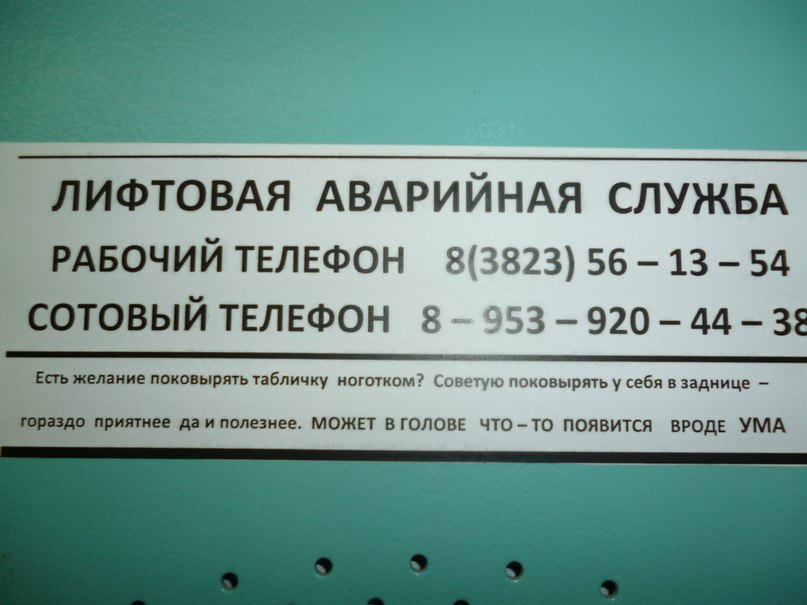 ЛИФТОВАЯ АВАРИЙНАЯ СЛУЖБА
РАБОЧИЙ ТЕЛЕФОН 8(3823) 56 – 13 – 54
СОТОВЫЙ ТЕЛЕФОН 8 – 953 – 920 – 44 – 38
Есть желание поковырять табличку ноготком? Советую поковырять у себя в заднице –
гораздо приятнее да и полезнее. МОЖЕТ В ГОЛОВЕ ЧТО – ТО ПОЯВИТСЯ ВРОДЕ УМА